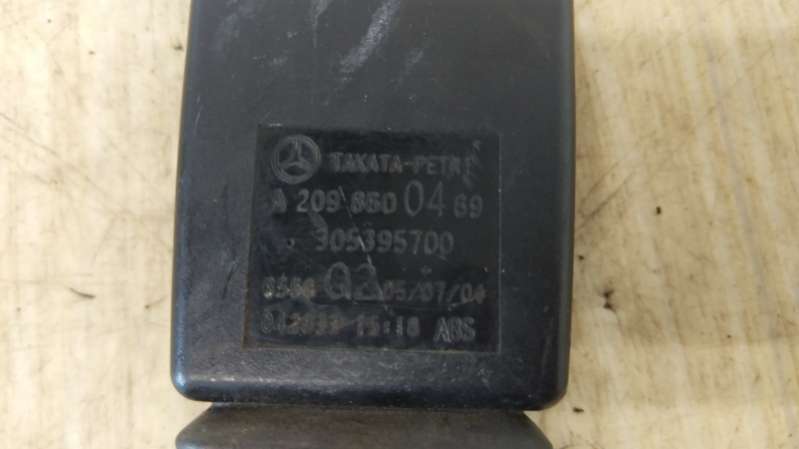 TAKATA-PETRI
A 209 860 04 69
305395700
G2 05/07/04
15:18 ABS